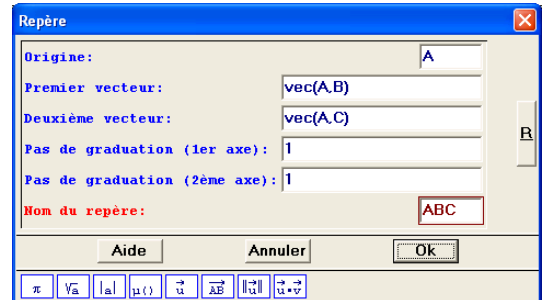 Repère
Origine: A
Premier vecteur: vec(A,B)
Deuxième vecteur: vec(A,C)
R
Pas de graduation (1er axe): 1
Pas de graduation (2ème axe): 1
Nom du repère: ABC
Aide Annuler Ok
π √a |a| μ() u⃗ AB⃗ ‖u⃗‖ u⃗•v⃗